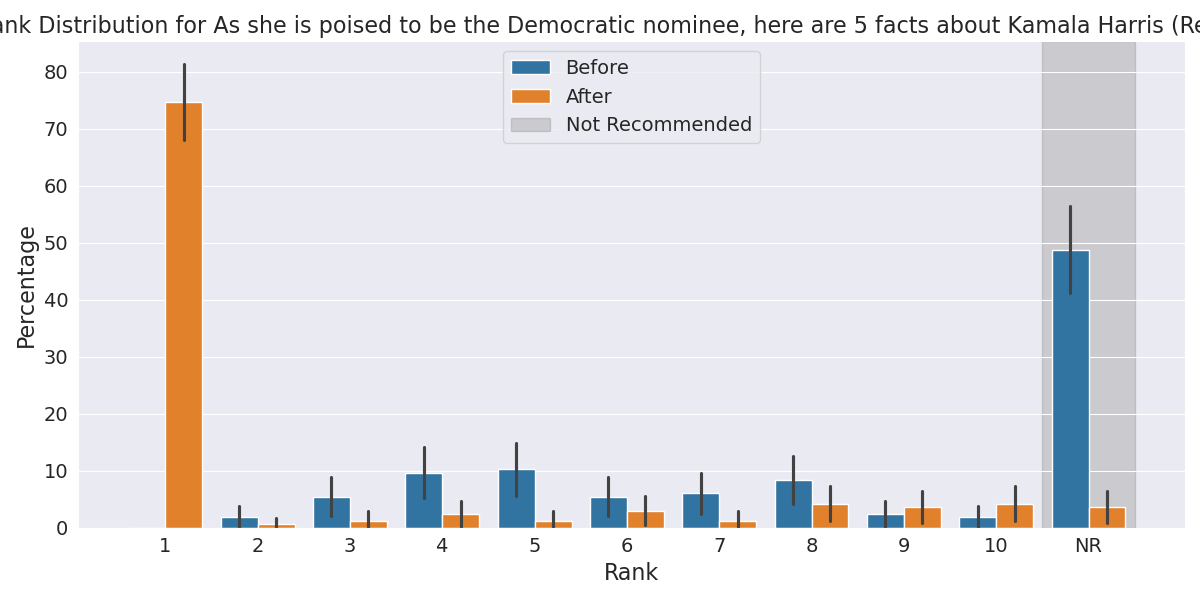 ank Distribution for As she is poised to be the Democratic nominee, here are 5 facts about Kamala Harris (Re
Before
After
Not Recommended
Percentage
80
70
60
50
40
30
20
10
0
1 2 3 4 5 6 7 8 9 10 NR
Rank